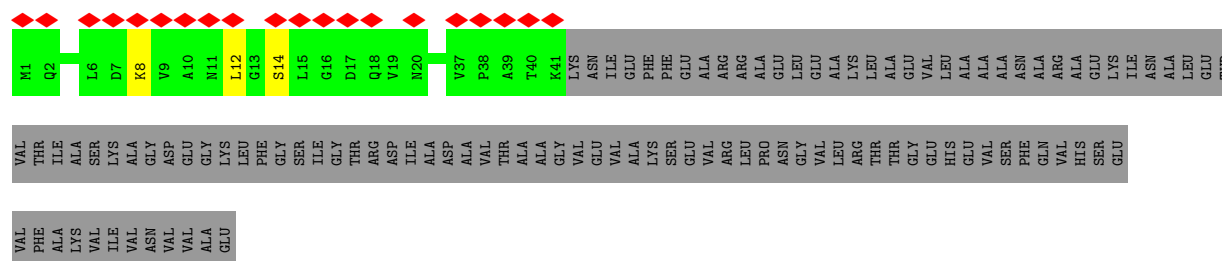 M1 Q2 L6 D7 K8 V9 A10 N11 L12 G13 S14 L15 G16 D17 Q18 V19 N20 V37 P38 A39 T40 K41 LYS ASN ILE GLU PHE PHE GLU ALA ARG ARG ALA GLU LEU GLU ALA LYS LEU ALA GLU VAL LEU ALA ALA ALA ASN ALA ARG ALA GLU LYS ILE ASN ALA LEU GLU
VAL THR ILE ALA SER LYS ALA GLY ASP GLU GLY LYS LEU PHE GLY SER ILE GLY THR ARG ASP ILE ALA ASP ALA VAL THR ALA ALA GLY VAL GLU VAL ALA LYS SER GLU VAL ARG LEU PRO ASN GLY VAL LEU ARG THR THR GLY GLU HIS GLU VAL SER PHE GLN VAL HIS SER GLU
VAL PHE ALA LYS VAL ILE VAL ASN VAL VAL ALA GLU